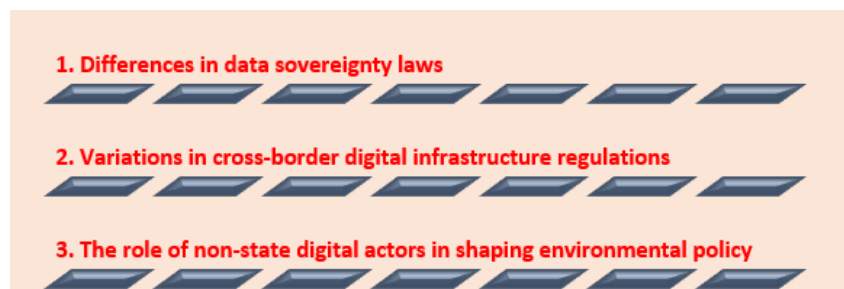 1. Differences in data sovereignty laws
2. Variations in cross-border digital infrastructure regulations
3. The role of non-state digital actors in shaping environmental policy